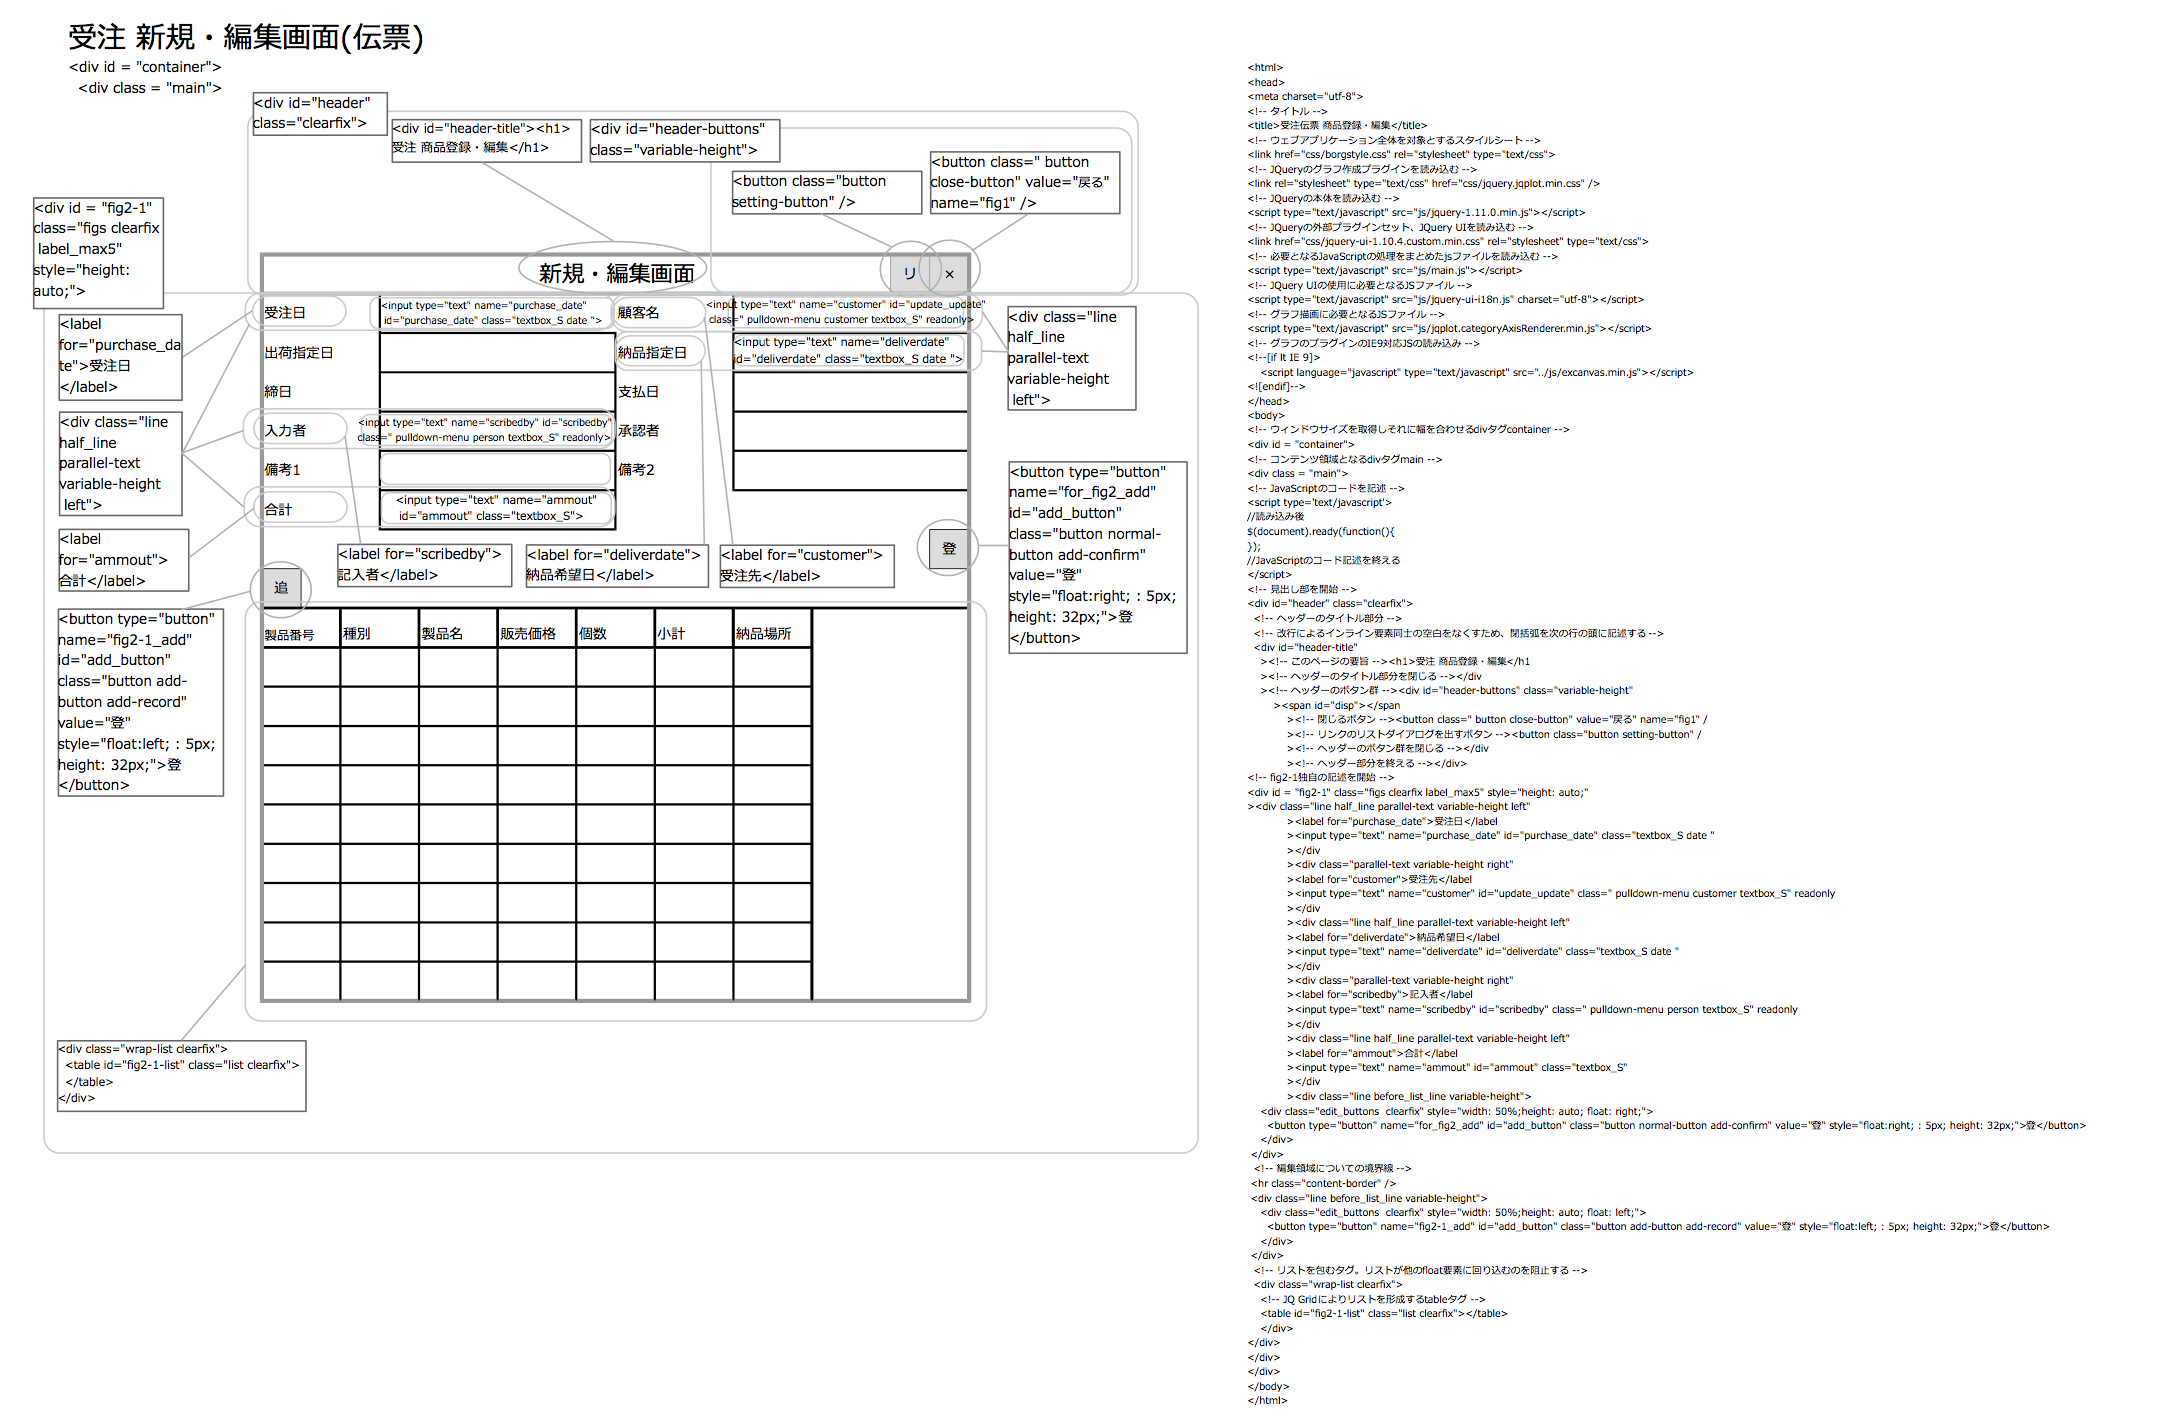 受注 新規・編集画面(伝票)
<div id = "container">
<div class = "main">
<div id="header"
class="clearfix">
<div id="header-title"><h1>
受注 商品登録・編集</h1>
<div id="header-buttons"
class="variable-height">
<button class="button
setting-button" />
<button class=" button
close-button" value="戻る"
name="fig1" />
<div id = "fig2-1"
class="figs clearfix
label_max5"
style="height:
auto;">
新規・編集画面
リ
×
<label
for="purchase_da
te">受注日
</label>
受注日
<input type="text" name="purchase_date"
id="purchase_date" class="textbox_S date ">
顧客名
<input type="text" name="customer" id="update_update"
class=" pulldown-menu customer textbox_S" readonly>
<div class="line
half_line
parallel-text
variable-height
left">
出荷指定日
納品指定日
<input type="text" name="deliverdate"
id="deliverdate" class="textbox_S date ">
締日
支払日
<div class="line
half_line
parallel-text
variable-height
left">
入力者
<input type="text" name="scribedby" id="scribedby"
class=" pulldown-menu person textbox_S" readonly>
承認者
備考1
備考2
合計
<input type="text" name="ammout"
id="ammout" class="textbox_S">
<label
for="ammout">
合計</label>
<label for="scribedby">
記入者</label>
<label for="deliverdate">
納品希望日</label>
<label for="customer">
受注先</label>
登
<button type="button"
name="for_fig2_add"
id="add_button"
class="button normal-
button add-confirm"
value="登"
style="float:right; : 5px;
height: 32px;">登
</button>
追
<button type="button"
name="fig2-1_add"
id="add_button"
class="button add-
button add-record"
value="登"
style="float:left; : 5px;
height: 32px;">登
</button>
製品番号 種別 製品名 販売価格 個数 小計 納品場所
<div class="wrap-list clearfix">
<table id="fig2-1-list" class="list clearfix">
</table>
</div>
<html>
<head>
<meta charset="utf-8">
<!-- タイトル -->
<title>受注伝票 商品登録・編集</title>
<!-- ウェブアプリケーション全体を対象とするスタイルシート -->
<link href="css/borgstyle.css" rel="stylesheet" type="text/css">
<!-- JQueryのグラフ作成プラグインを読み込む -->
<link rel="stylesheet" type="text/css" href="css/jquery.jqplot.min.css" />
<!-- JQueryの本体を読み込む -->
<script type="text/javascript" src="js/jquery-1.11.0.min.js"></script>
<!-- JQueryの外部プラグインセット、JQuery UIを読み込む -->
<link href="css/jquery-ui-1.10.4.custom.min.css" rel="stylesheet" type="text/css">
<!-- 必要となるJavaScriptの処理をまとめたjsファイルを読み込む -->
<script type="text/javascript" src="js/main.js"></script>
<!-- JQuery UIの使用に必要となるJSファイル -->
<script type="text/javascript" src="js/jquery-ui-i18n.js" charset="utf-8"></script>
<!-- グラフ描画に必要となるJSファイル -->
<script type="text/javascript" src="js/jqplot.categoryAxisRenderer.min.js"></script>
<!-- グラフのプラグインのIE9対応JSの読み込み -->
<!--[if lt IE 9]>
<script language="javascript" type="text/javascript" src="../js/excanvas.min.js"></script>
<![endif]-->
</head>
<body>
<!-- ウィンドウサイズを取得しそれに幅を合わせるdivタグcontainer -->
<div id = "container">
<!-- コンテンツ領域となるdivタグmain -->
<div class = "main">
<!-- JavaScriptのコードを記述 -->
<script type='text/javascript'>
//読み込み後
$(document).ready(function(){
});
//JavaScriptのコード記述を終える
</script>
<!-- 見出し部を開始 -->
<div id="header" class="clearfix">
<!-- ヘッダーのタイトル部分 -->
<!-- 改行によるインライン要素同士の空白をなくすため、閉括弧を次の行の頭に記述する -->
<div id="header-title"
><!-- このページの要旨 --><h1>受注 商品登録・編集</h1
><!-- ヘッダーのタイトル部分を閉じる --></div
><!-- ヘッダーのボタン群 --><div id="header-buttons" class="variable-height"
><span id="disp"></span
><!-- 閉じるボタン --><button class=" button close-button" value="戻る" name="fig1" /
><!-- リンクのリストダイアログを出すボタン --><button class="button setting-button" /
><!-- ヘッダーのボタン群を閉じる --></div
><!-- ヘッダー部分を終える --></div>
<!-- fig2-1独自の記述を開始 -->
<div id = "fig2-1" class="figs clearfix label_max5" style="height: auto;"
><div class="line half_line parallel-text variable-height left"
><label for="purchase_date">受注日</label
><input type="text" name="purchase_date" id="purchase_date" class="textbox_S date "
></div
><div class="parallel-text variable-height right"
><label for="customer">受注先</label
><input type="text" name="customer" id="update_update" class=" pulldown-menu customer textbox_S" readonly
></div
><div class="line half_line parallel-text variable-height left"
><label for="deliverdate">納品希望日</label
><input type="text" name="deliverdate" id="deliverdate" class="textbox_S date "
></div
><div class="parallel-text variable-height right"
><label for="scribedby">記入者</label
><input type="text" name="scribedby" id="scribedby" class=" pulldown-menu person textbox_S" readonly
></div
><div class="line half_line parallel-text variable-height left"
><label for="ammout">合計</label
><input type="text" name="ammout" id="ammout" class="textbox_S"
></div
><div class="line before_list_line variable-height">
<div class="edit_buttons  clearfix" style="width: 50%;height: auto; float: right;">
<button type="button" name="for_fig2_add" id="add_button" class="button normal-button add-confirm" value="登" style="float:right; : 5px; height: 32px;">登</button>
</div>
</div>
<!-- 編集領域についての境界線 -->
<hr class="content-border" />
<div class="line before_list_line variable-height">
<div class="edit_buttons  clearfix" style="width: 50%;height: auto; float: left;">
<button type="button" name="fig2-1_add" id="add_button" class="button add-button add-record" value="登" style="float:left; : 5px; height: 32px;">登</button>
</div>
</div>
<!-- リストを包むタグ。リストが他のfloat要素に回り込むのを阻止する -->
<div class="wrap-list clearfix">
<!-- JQ Gridによりリストを形成するtableタグ -->
<table id="fig2-1-list" class="list clearfix"></table>
</div>
</div>
</div>
</div>
</body>
</html>